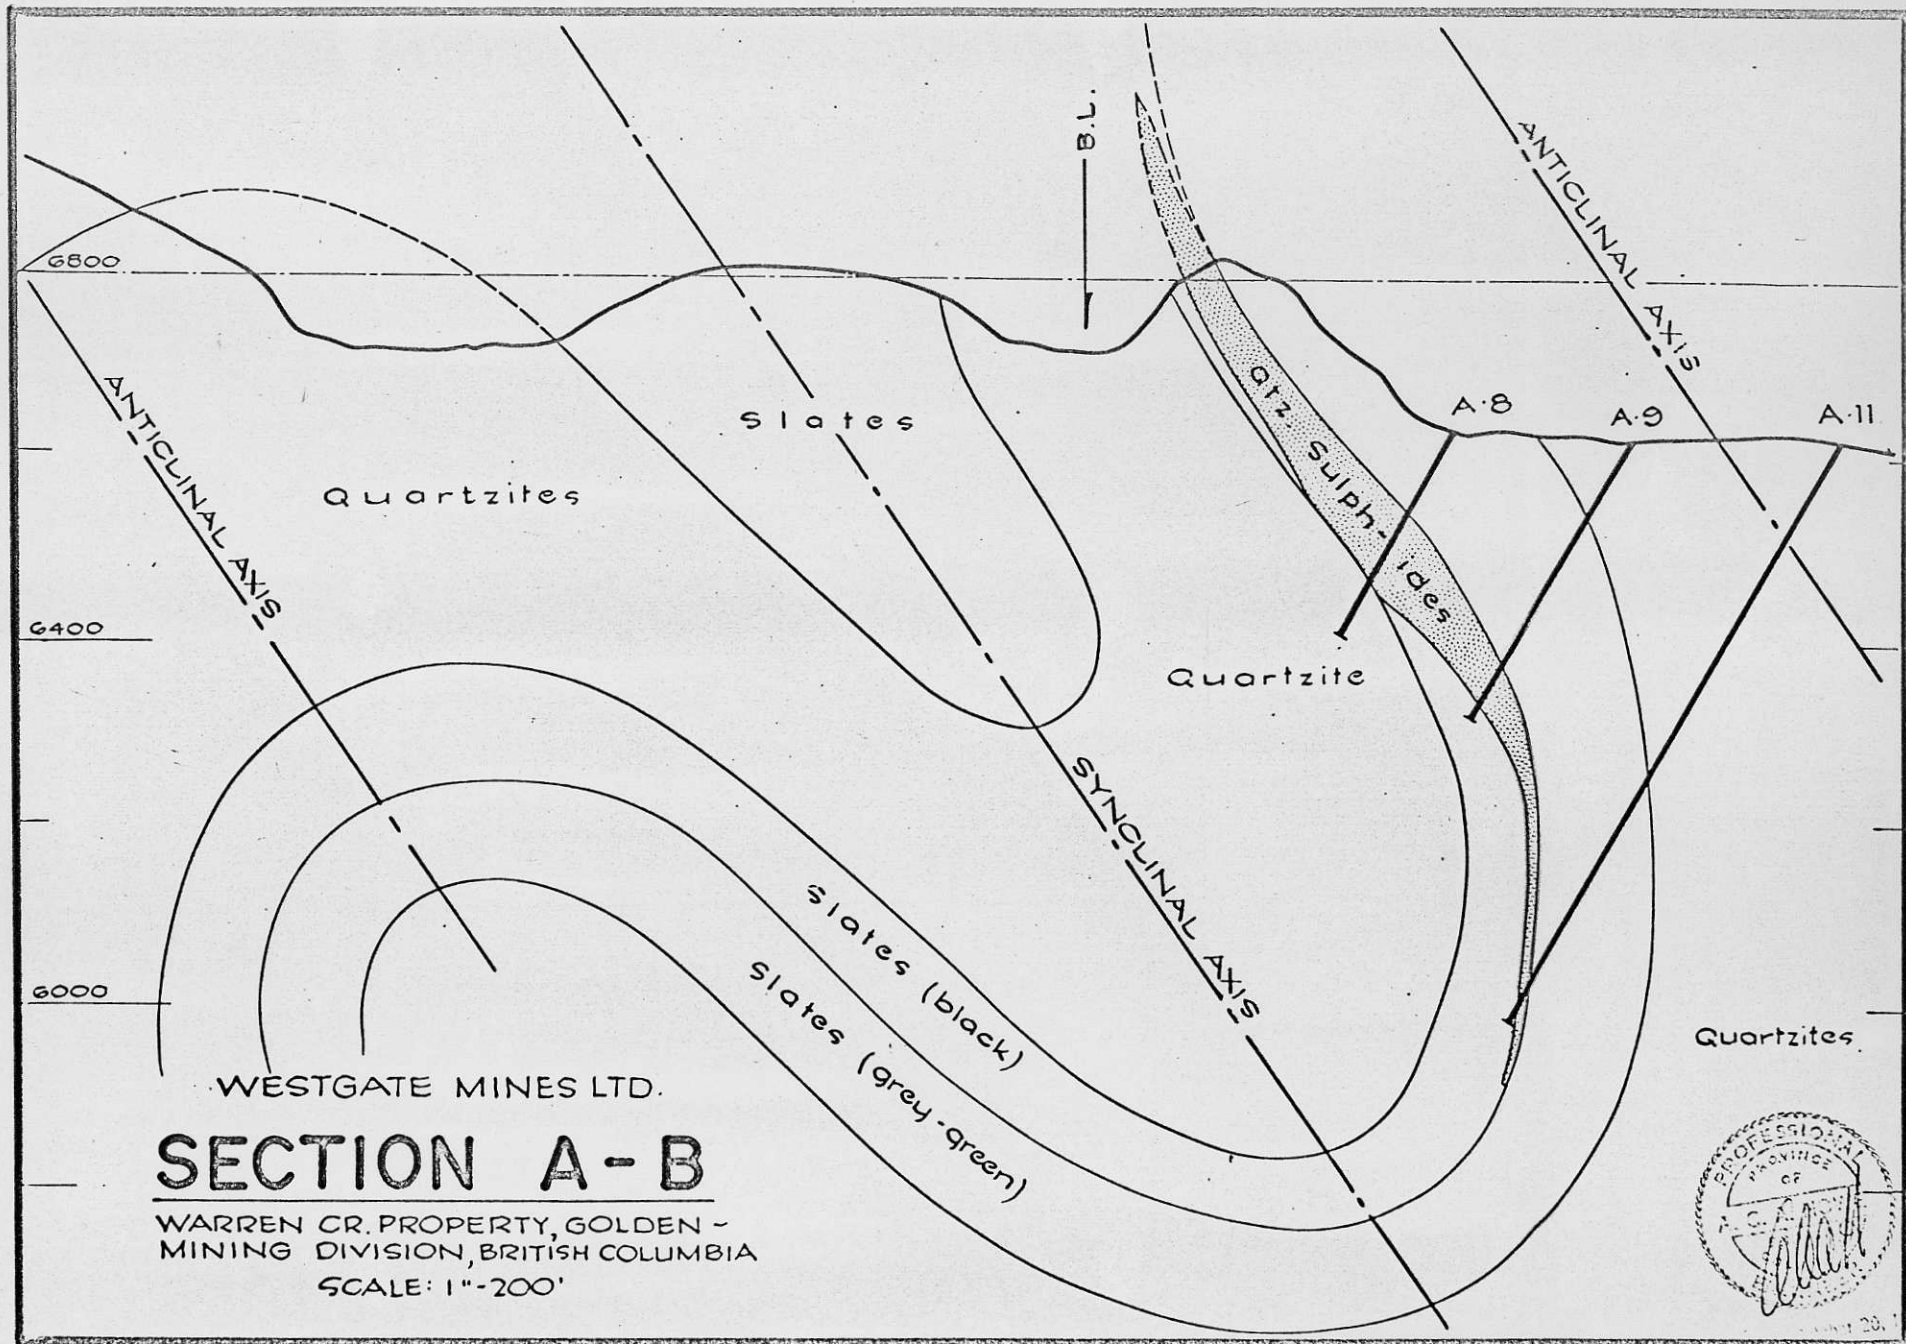 B.L.
ANTICLINAL AXIS
6800
A·8
A·9
A·11
ANTICLINAL AXIS
Slates
Qtz. Sulph-ides
Quartzites
6400
Quartzite
SYNCLINAL AXIS
Slates (black)
Slates (grey-green)
6000
Quartzites
WESTGATE MINES LTD.
SECTION A-B
WARREN CR. PROPERTY, GOLDEN -
MINING DIVISION, BRITISH COLUMBIA
SCALE: 1"-200'
PROFESSIONAL
PROVINCE
OF
20,